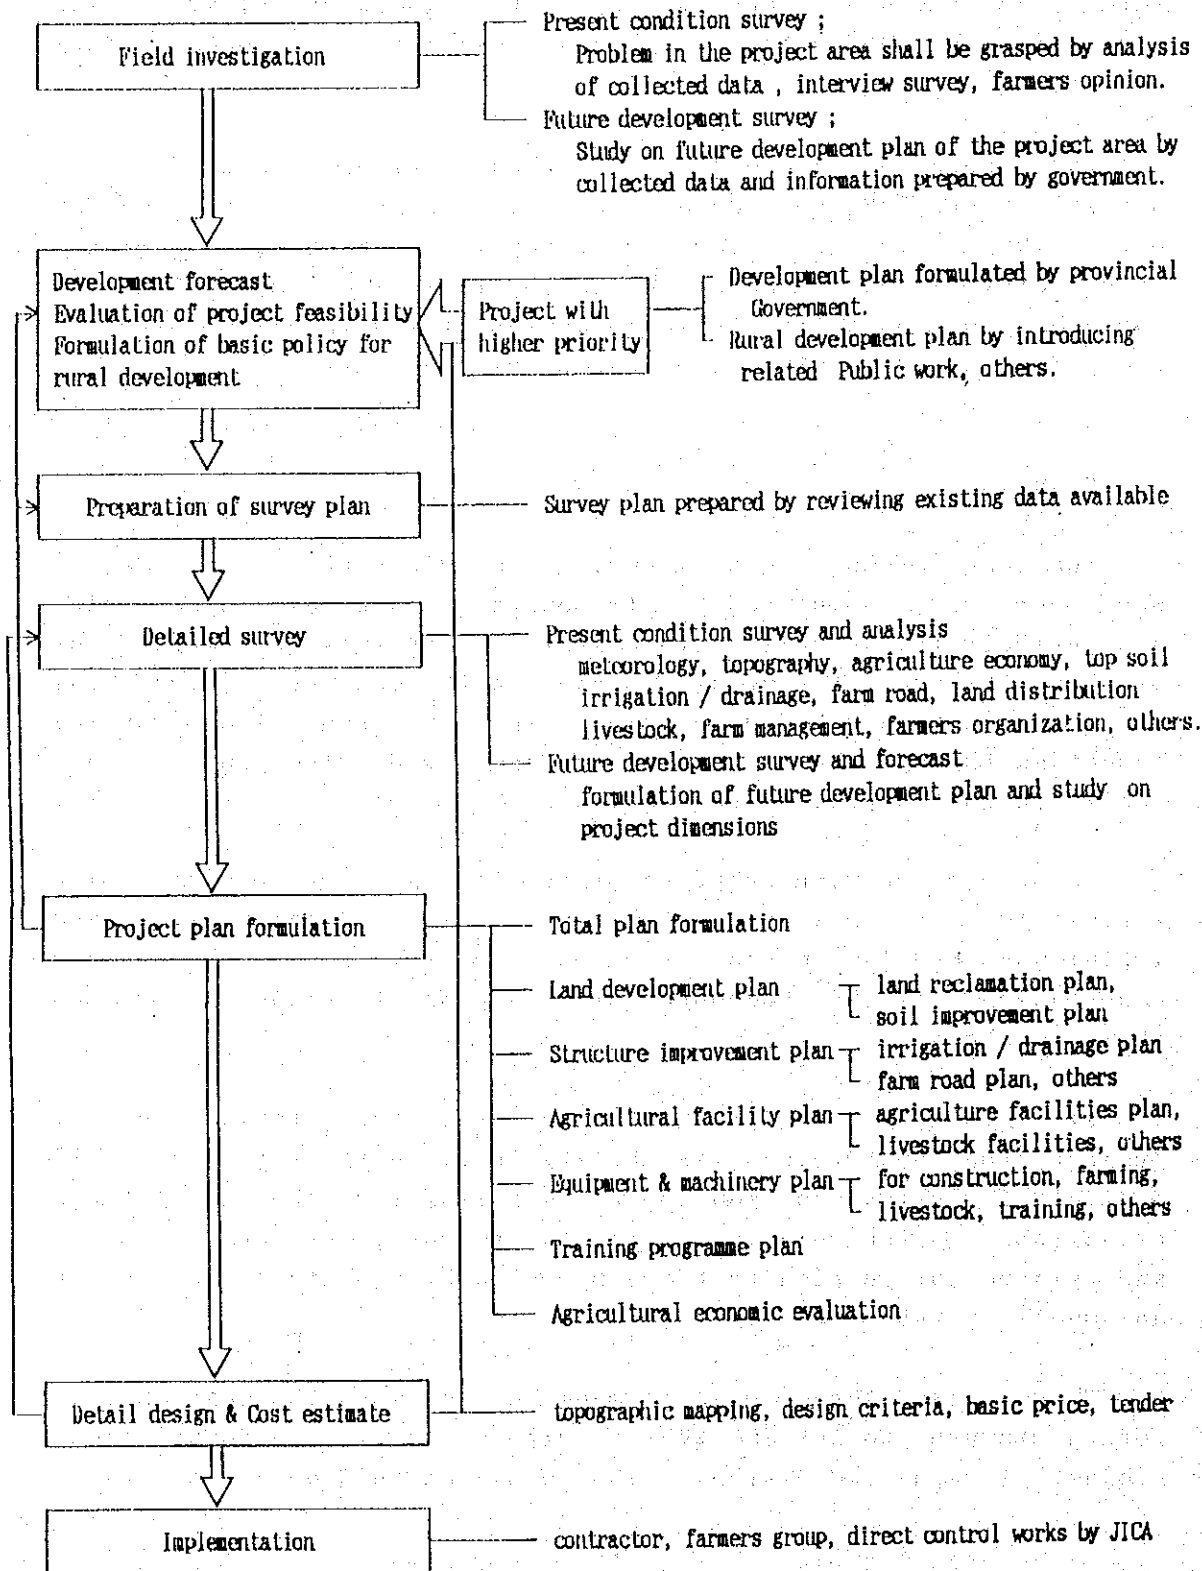 Field investigation
Present condition survey ;
Problem in the project area shall be grasped by analysis
of collected data , interview survey, farmers opinion.
Future development survey ;
Study on future development plan of the project area by
collected data and information prepared by government.
Development forecast
Evaluation of project feasibility
Formulation of basic policy for
rural development
Project with
higher priority
Development plan formulated by provincial
Government.
Rural development plan by introducing
related Public work, others.
Preparation of survey plan
Survey plan prepared by reviewing existing data available
Detailed survey
Present condition survey and analysis
meteorology, topography, agriculture economy, top soil
irrigation / drainage, farm road, land distribution
livestock, farm management, farmers organization, others.
Future development survey and forecast
formulation of future development plan and study on
project dimensions
Project plan formulation
Total plan formulation
Land development plan
land reclamation plan,
soil improvement plan
Structure improvement plan
irrigation / drainage plan
farm road plan, others
Agricultural facility plan
agriculture facilities plan,
livestock facilities, others
Equipment & machinery plan
for construction, farming,
livestock, training, others
Training programme plan
Agricultural economic evaluation
Detail design & Cost estimate
topographic mapping, design criteria, basic price, tender
Implementation
contractor, farmers group, direct control works by JICA